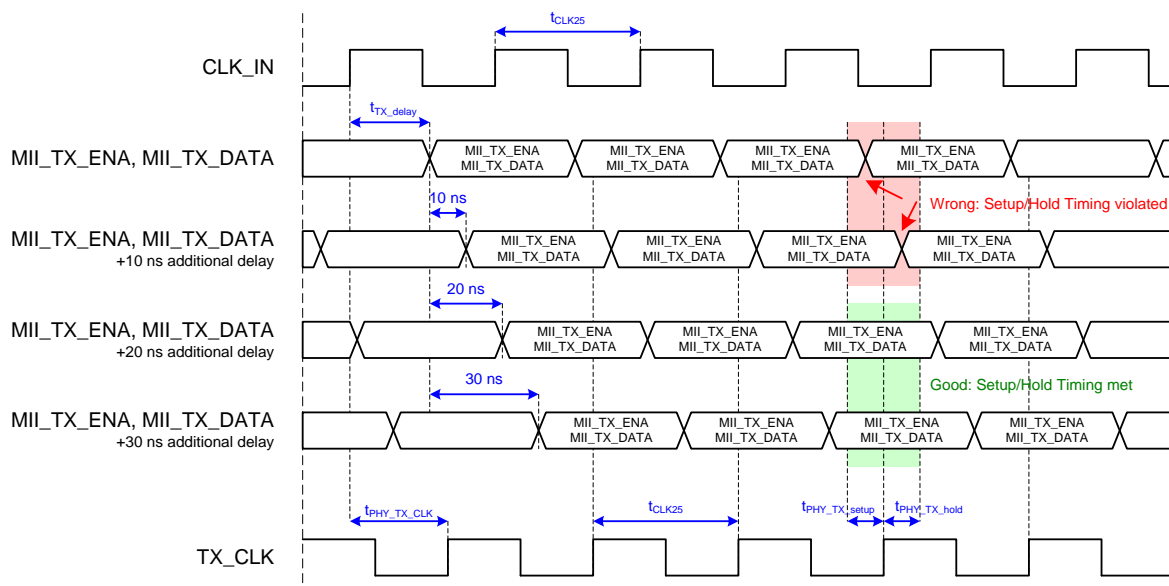 tCLK25
CLK_IN
tTX_delay
MII_TX_ENA, MII_TX_DATA
MII_TX_ENA
MII_TX_DATA
MII_TX_ENA
MII_TX_DATA
MII_TX_ENA
MII_TX_DATA
MII_TX_ENA
MII_TX_DATA
10 ns
Wrong: Setup/Hold Timing violated
MII_TX_ENA, MII_TX_DATA
+10 ns additional delay
MII_TX_ENA
MII_TX_DATA
MII_TX_ENA
MII_TX_DATA
MII_TX_ENA
MII_TX_DATA
MII_TX_ENA
MII_TX_DATA
20 ns
MII_TX_ENA, MII_TX_DATA
+20 ns additional delay
MII_TX_ENA
MII_TX_DATA
MII_TX_ENA
MII_TX_DATA
MII_TX_ENA
MII_TX_DATA
MII_TX_ENA
MII_TX_DATA
30 ns
Good: Setup/Hold Timing met
MII_TX_ENA, MII_TX_DATA
+30 ns additional delay
MII_TX_ENA
MII_TX_DATA
MII_TX_ENA
MII_TX_DATA
MII_TX_ENA
MII_TX_DATA
MII_TX_ENA
MII_TX_DATA
tPHY_TX_CLK
tCLK25
tPHY_TX_setup
tPHY_TX_hold
TX_CLK